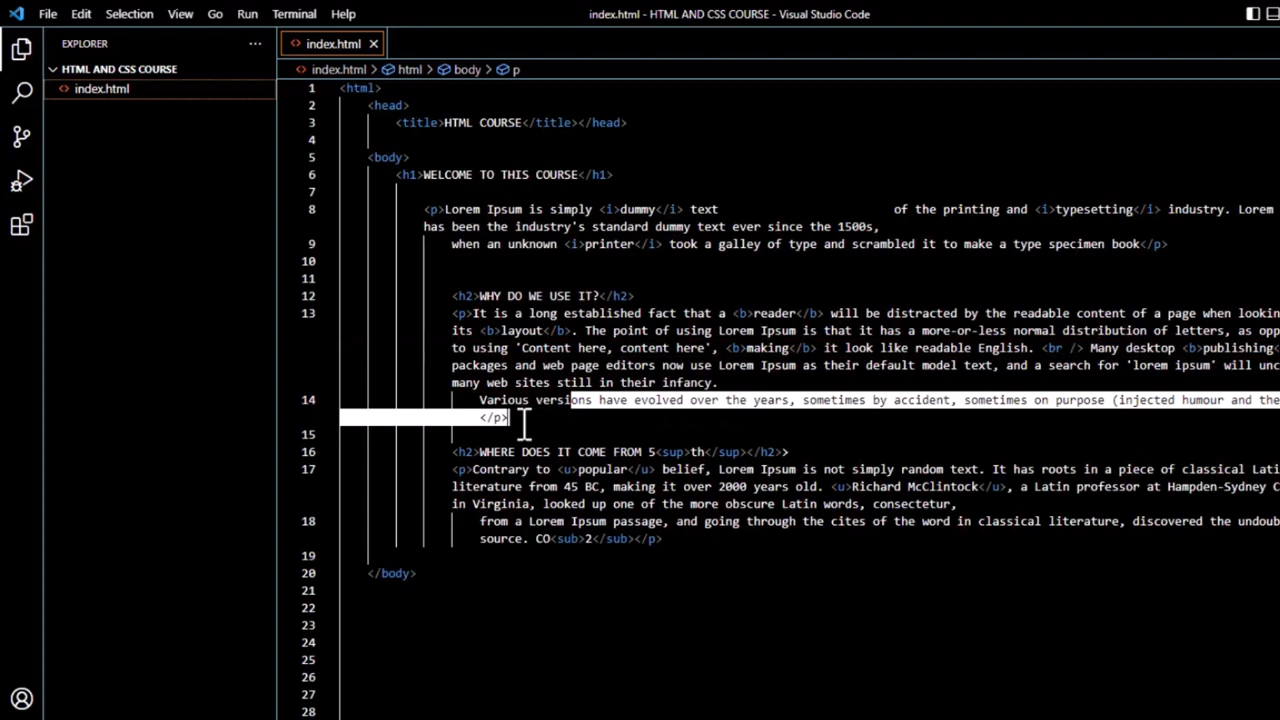 File Edit Selection View Go Run Terminal Help
index.html - HTML AND CSS COURSE - Visual Studio Code
EXPLORER
HTML AND CSS COURSE
index.html
index.html
index.html > html > body > p
1 <html>
2 <head>
3 <title>HTML COURSE</title></head>
4
5 <body>
6 <h1>WELCOME TO THIS COURSE</h1>
7
8 <p>Lorem Ipsum is simply <i>dummy</i> text of the printing and <i>typesetting</i> industry. Lorem
has been the industry's standard dummy text ever since the 1500s,
9 when an unknown <i>printer</i> took a galley of type and scrambled it to make a type specimen book</p>
10
11
12 <h2>WHY DO WE USE IT?</h2>
13 <p>It is a long established fact that a <b>reader</b> will be distracted by the readable content of a page when lookin
its <b>layout</b>. The point of using Lorem Ipsum is that it has a more-or-less normal distribution of letters, as opp
to using 'Content here, content here', <b>making</b> it look like readable English. <br /> Many desktop <b>publishing<
packages and web page editors now use Lorem Ipsum as their default model text, and a search for 'lorem ipsum' will unc
many web sites still in their infancy.
14 Various versions have evolved over the years, sometimes by accident, sometimes on purpose (injected humour and the
</p>
15
16 <h2>WHERE DOES IT COME FROM 5<sup>th</sup></h2>>
17 <p>Contrary to <u>popular</u> belief, Lorem Ipsum is not simply random text. It has roots in a piece of classical Lati
literature from 45 BC, making it over 2000 years old. <u>Richard McClintock</u>, a Latin professor at Hampden-Sydney C
in Virginia, looked up one of the more obscure Latin words, consectetur,
18 from a Lorem Ipsum passage, and going through the cites of the word in classical literature, discovered the undoub
source. CO<sub>2</sub></p>
19
20 </body>
21
22
23
24
25
26
27
28